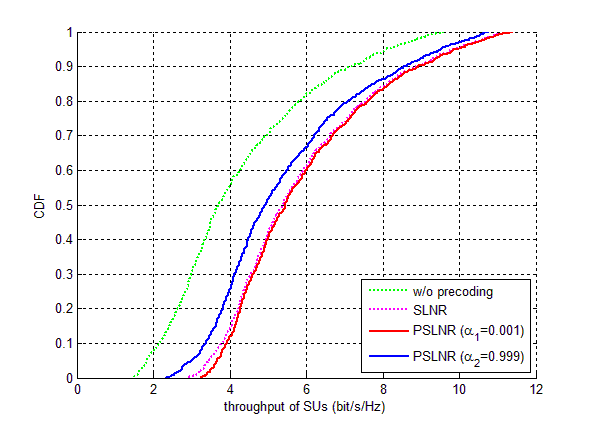 1
0.9
0.8
0.7
0.6
0.5
0.4
0.3
0.2
0.1
0
CDF
0 2 4 6 8 10 12
throughput of SUs (bit/s/Hz)
w/o precoding
SLNR
PSLNR (α1=0.001)
PSLNR (α2=0.999)